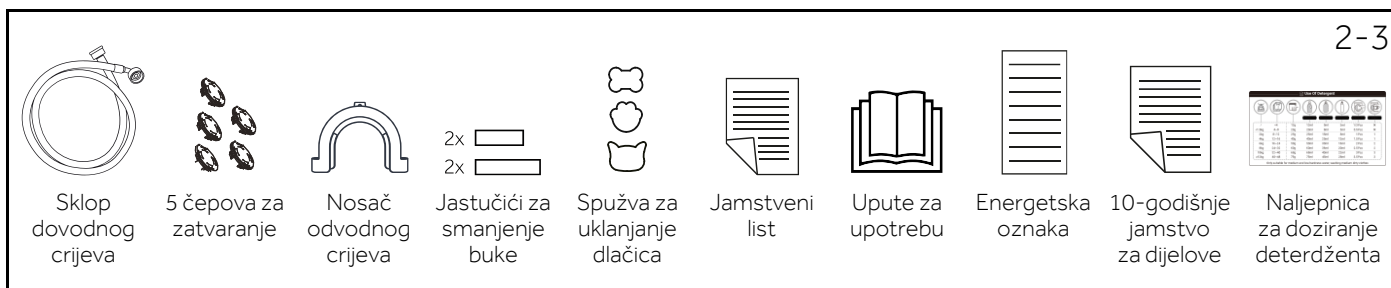 2-3
2x
2x
Use Of Detergent
Sklop
dovodnog
crijeva
5 čepova za
zatvaranje
Nosač
odvodnog
crijeva
Jastučići za
smanjenje
buke
Spužva za
uklanjanje
dlačica
Jamstveni
list
Upute za
upotrebu
Energetska
oznaka
10-godišnje
jamstvo
za dijelove
Naljepnica
za doziranje
deterdženta